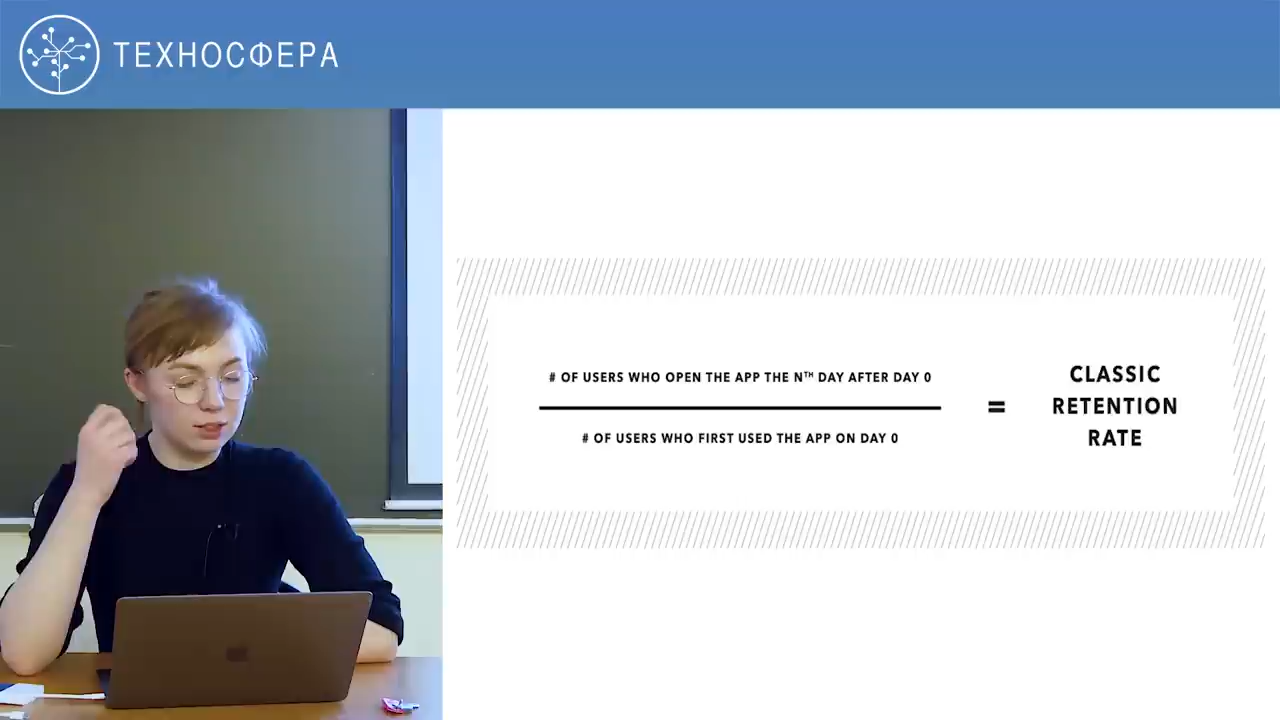 ТЕХНОСФЕРА
# OF USERS WHO OPEN THE APP THE NTH DAY AFTER DAY 0
# OF USERS WHO FIRST USED THE APP ON DAY 0
=
CLASSIC
RETENTION
RATE